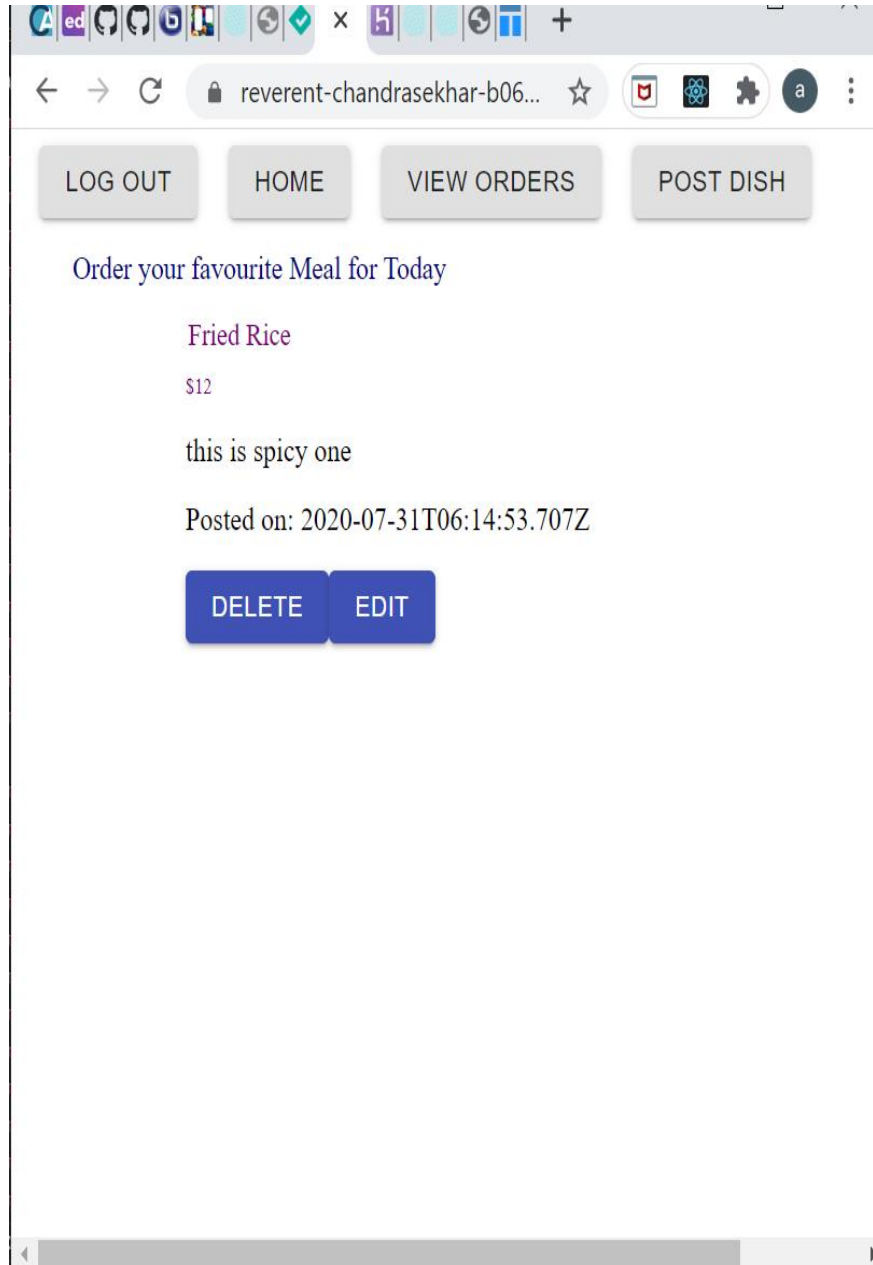 ed
reverent-chandrasekhar-b06...
a
LOG OUT HOME VIEW ORDERS POST DISH
Order your favourite Meal for Today
Fried Rice
$12
this is spicy one
Posted on: 2020-07-31T06:14:53.707Z
DELETE EDIT